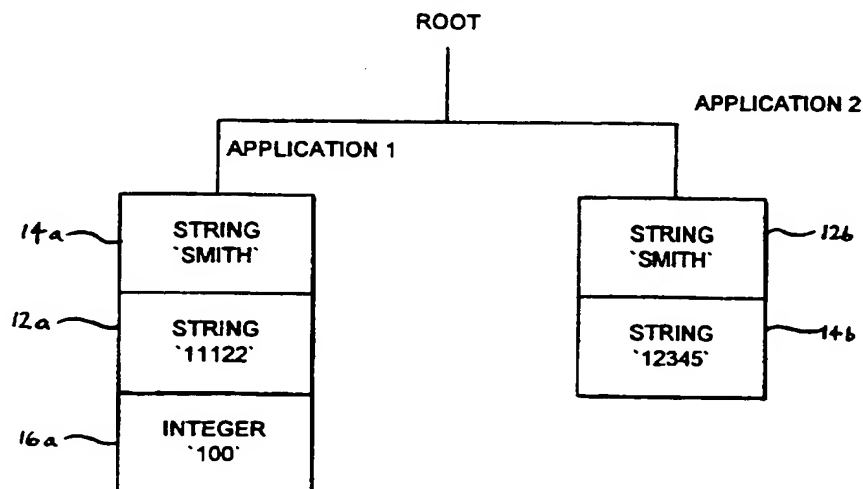 ROOT
APPLICATION 2
APPLICATION 1
14a
STRING
`SMITH`
12a
STRING
`11122`
16a
INTEGER
`100`
STRING
`SMITH`
12b
STRING
`12345`
14b